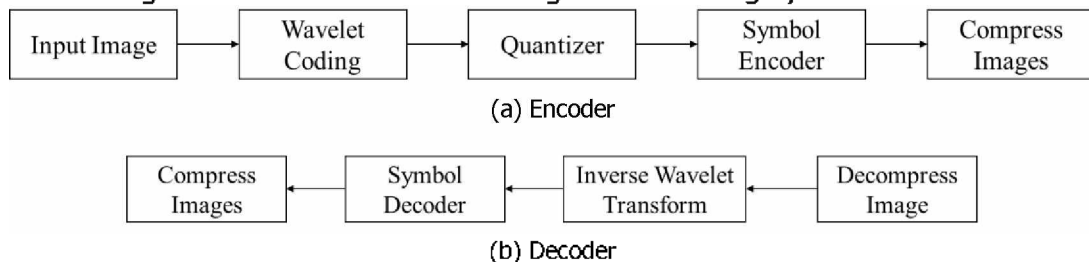 Input Image
Wavelet
Coding
Quantizer
Symbol
Encoder
Compress
Images
(a) Encoder
Compress
Images
Symbol
Decoder
Inverse Wavelet
Transform
Decompress
Image
(b) Decoder